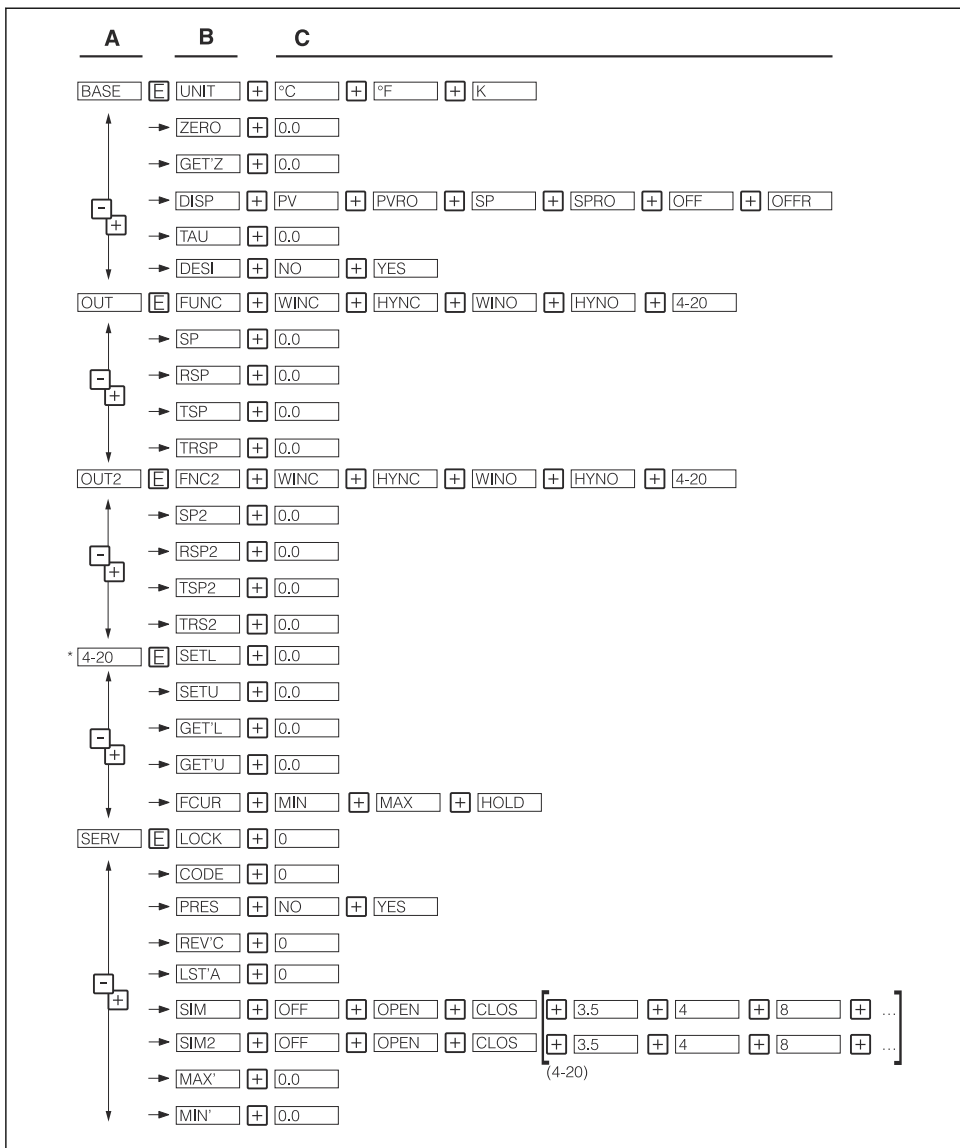 A B C
BASE E UNIT + °C + °F + K
ZERO + 0.0
GET'Z + 0.0
DISP + PV + PVRO + SP + SPRO + OFF + OFFR
- +
TAU + 0.0
DESI + NO + YES
OUT E FUNC + WINC + HYNC + WINO + HYNO + 4-20
SP + 0.0
RSP + 0.0
- +
TSP + 0.0
TRSP + 0.0
OUT2 E FNC2 + WINC + HYNC + WINO + HYNO + 4-20
SP2 + 0.0
RSP2 + 0.0
- +
TSP2 + 0.0
TRS2 + 0.0
* 4-20 E SETL + 0.0
SETU + 0.0
GET'L + 0.0
- +
GET'U + 0.0
FCUR + MIN + MAX + HOLD
SERV E LOCK + 0
CODE + 0
PRES + NO + YES
REV'C + 0
LST'A + 0
- +
SIM + OFF + OPEN + CLOS [ + 3.5 + 4 + 8 + ... ]
SIM2 + OFF + OPEN + CLOS [ + 3.5 + 4 + 8 + ... ]
(4-20)
MAX' + 0.0
MIN' + 0.0